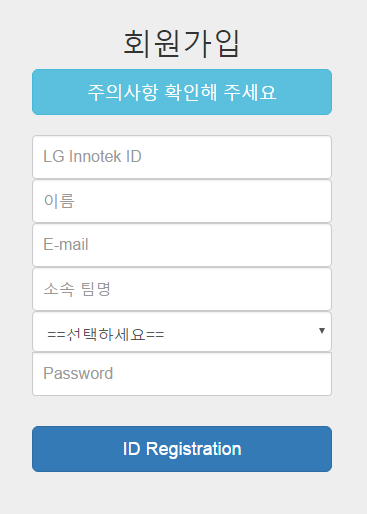 회원가입
주의사항 확인해 주세요
LG Innotek ID
이름
E-mail
소속 팀명
==선택하세요==
Password
ID Registration